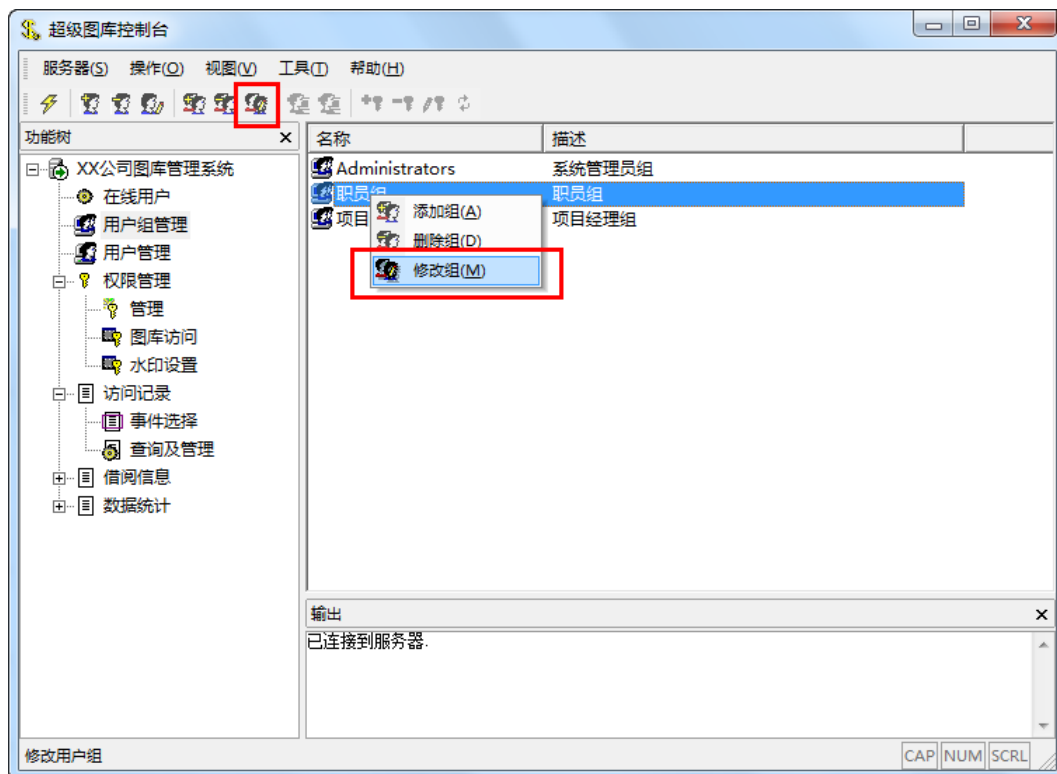 超级图库控制台
服务器(S) 操作(O) 视图(V) 工具(T) 帮助(H)
功能树
XX公司图库管理系统
在线用户
用户组管理
用户管理
权限管理
管理
图库访问
水印设置
访问记录
事件选择
查询及管理
借阅信息
数据统计
名称 描述
Administrators 系统管理员组
职员组 职员组
项目 项目经理组
添加组(A)
删除组(D)
修改组(M)
输出
已连接到服务器.
修改用户组 CAP NUM SCRL